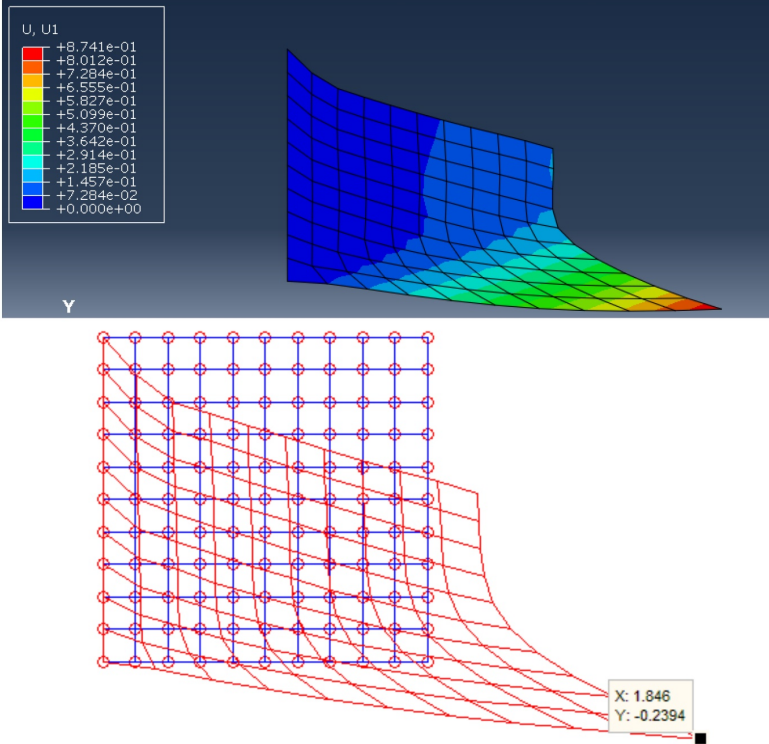 U, U1
+8.741e-01
+8.012e-01
+7.284e-01
+6.555e-01
+5.827e-01
+5.099e-01
+4.370e-01
+3.642e-01
+2.914e-01
+2.185e-01
+1.457e-01
+7.284e-02
+0.000e+00
Y
X: 1.846
Y: -0.2394